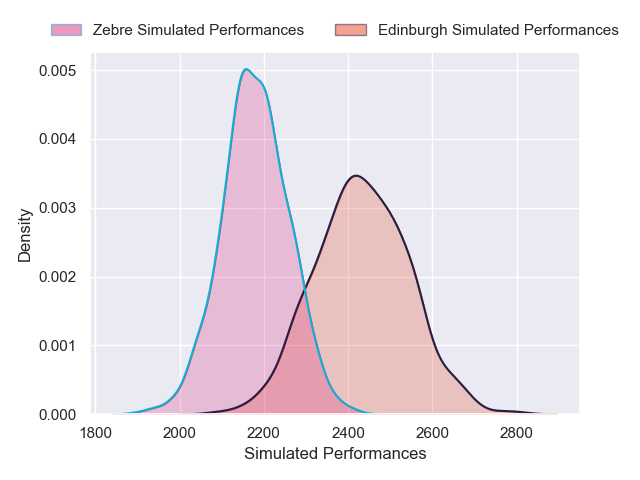 Zebre Simulated Performances Edinburgh Simulated Performances
0.005
0.004
0.003
0.002
0.001
0.000
Density
1800 2000 2200 2400 2600 2800
Simulated Performances